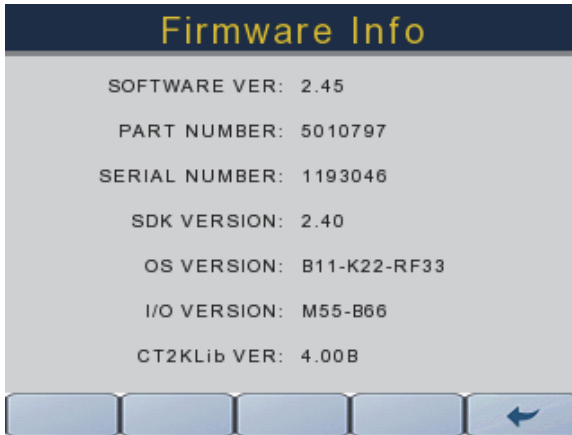 Firmware Info
SOFTWARE VER: 2.45
PART NUMBER: 5010797
SERIAL NUMBER: 1193046
SDK VERSION: 2.40
OS VERSION: B11-K22-RF33
I/O VERSION: M55-B66
CT2KLib VER: 4.00B